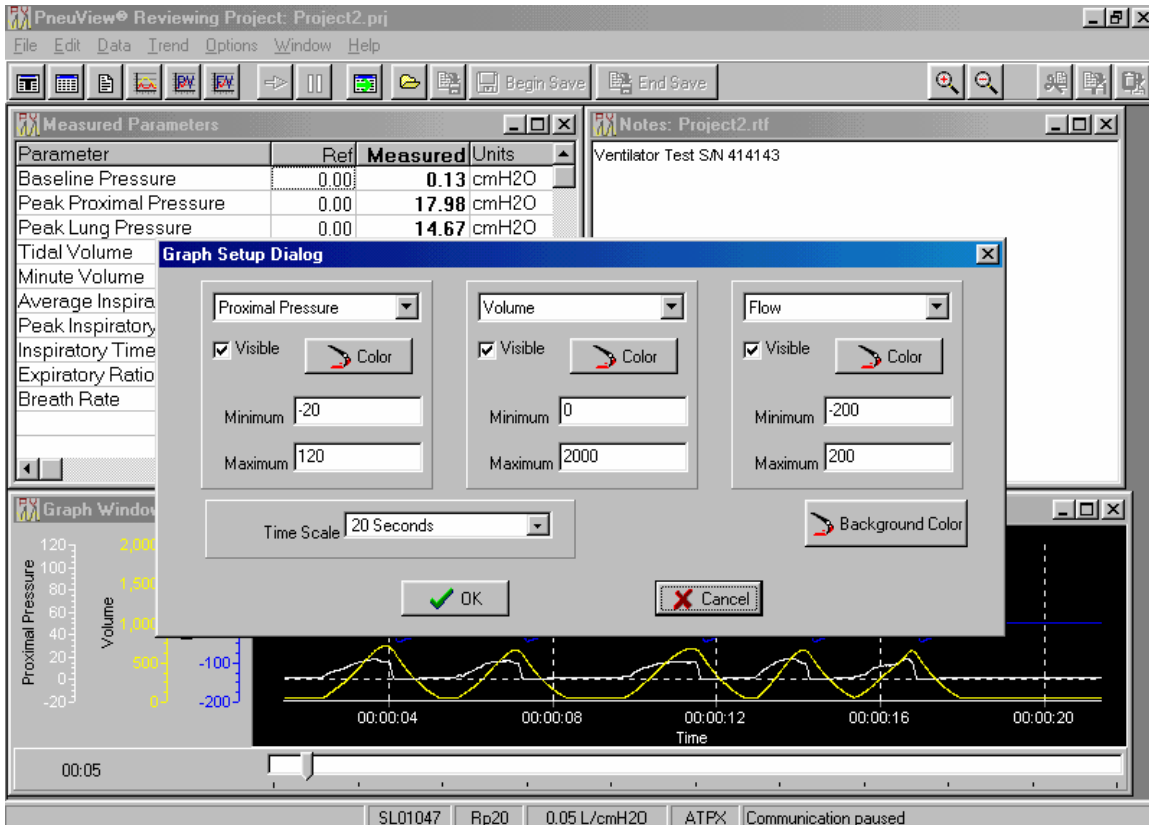 PneuView® Reviewing Project: Project2.prj
File Edit Data Trend Options Window Help
PV FV Begin Save End Save
Measured Parameters
Parameter Ref Measured Units
Baseline Pressure 0.00 0.13 cmH2O
Peak Proximal Pressure 0.00 17.98 cmH2O
Peak Lung Pressure 0.00 14.67 cmH2O
Tidal Volume
Minute Volume
Average Inspira
Peak Inspiratory
Inspiratory Time
Expiratory Ratio
Breath Rate
Notes: Project2.rtf
Ventilator Test S/N 414143
Graph Setup Dialog
Proximal Pressure Volume Flow
Visible Color Visible Color Visible Color
Minimum -20 Minimum 0 Minimum -200
Maximum 120 Maximum 2000 Maximum 200
Time Scale 20 Seconds Background Color
OK Cancel
Graph Window
Proximal Pressure
120
100
80
60
40
20
0
-20
Volume
2,000
1,500
1,000
500
0
-100
-200
00:00:04 00:00:08 00:00:12 00:00:16 00:00:20
Time
00:05
SL01047 Rp20 0.05 L/cmH20 ATPX Communication paused